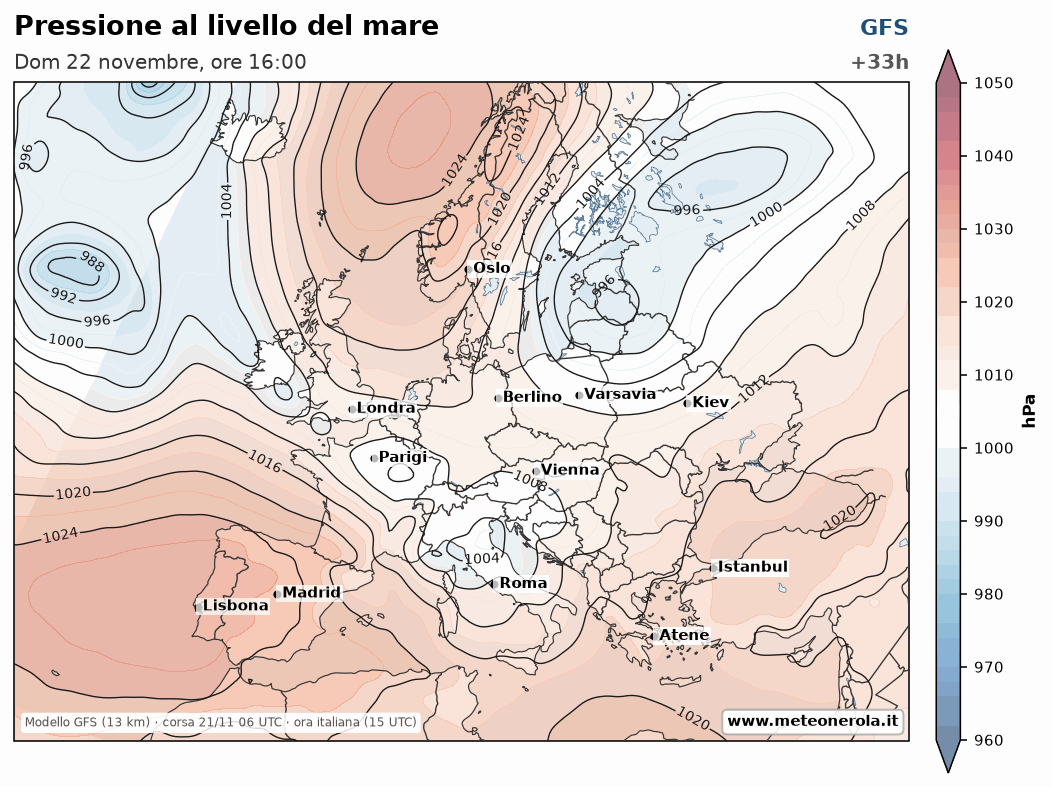 Pressione al livello del mare
GFS
Dom 22 novembre, ore 16:00
+33h
1050
1040
1030
1020
1010
1000
990
980
970
960
hPa
996
988
992
996
1000
1004
1024
1024
1020
1016
1012
1004
996
996
1000
1008
1012
1016
1020
1024
1008
1004
1020
1020
Oslo
Londra
Berlino
Varsavia
Kiev
Parigi
Vienna
Roma
Istanbul
Madrid
Lisbona
Atene
Modello GFS (13 km) · corsa 21/11 06 UTC · ora italiana (15 UTC)
www.meteonerola.it